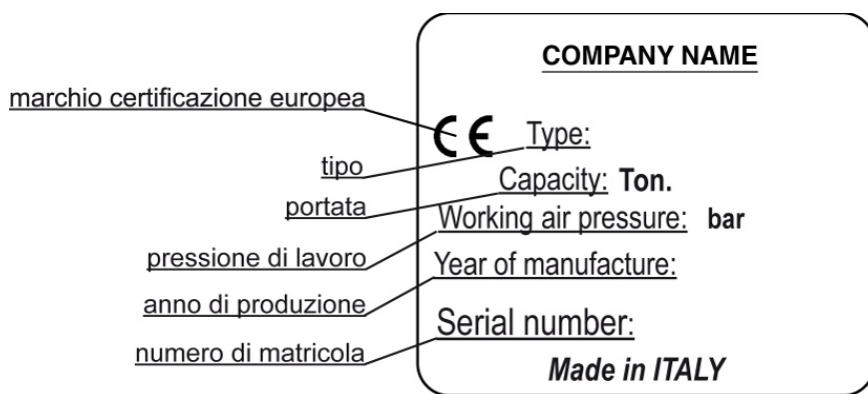 COMPANY NAME
marchio certificazione europea
CE Type:
tipo
Capacity: Ton.
portata
Working air pressure: bar
pressione di lavoro
Year of manufacture:
anno di produzione
Serial number:
numero di matricola
Made in ITALY